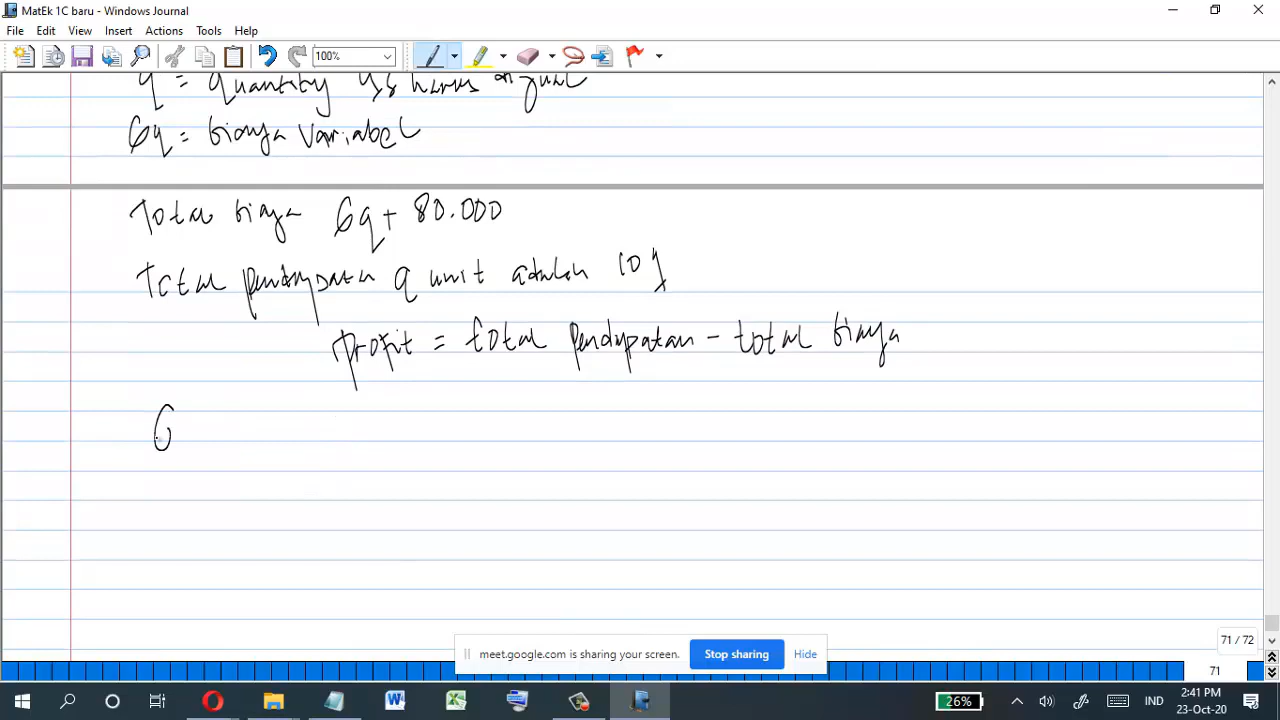 MatEk 1C baru - Windows Journal
File Edit View Insert Actions Tools Help
100%
q = quantity yg harus dijual
6q = biaya variabel
Total biaya 6q + 80.000
Total pendapatan q unit adalah 10q
profit = total pendapatan - total biaya
6
71 / 72
meet.google.com is sharing your screen. Stop sharing Hide
71
26% IND 2:41 PM
23-Oct-20